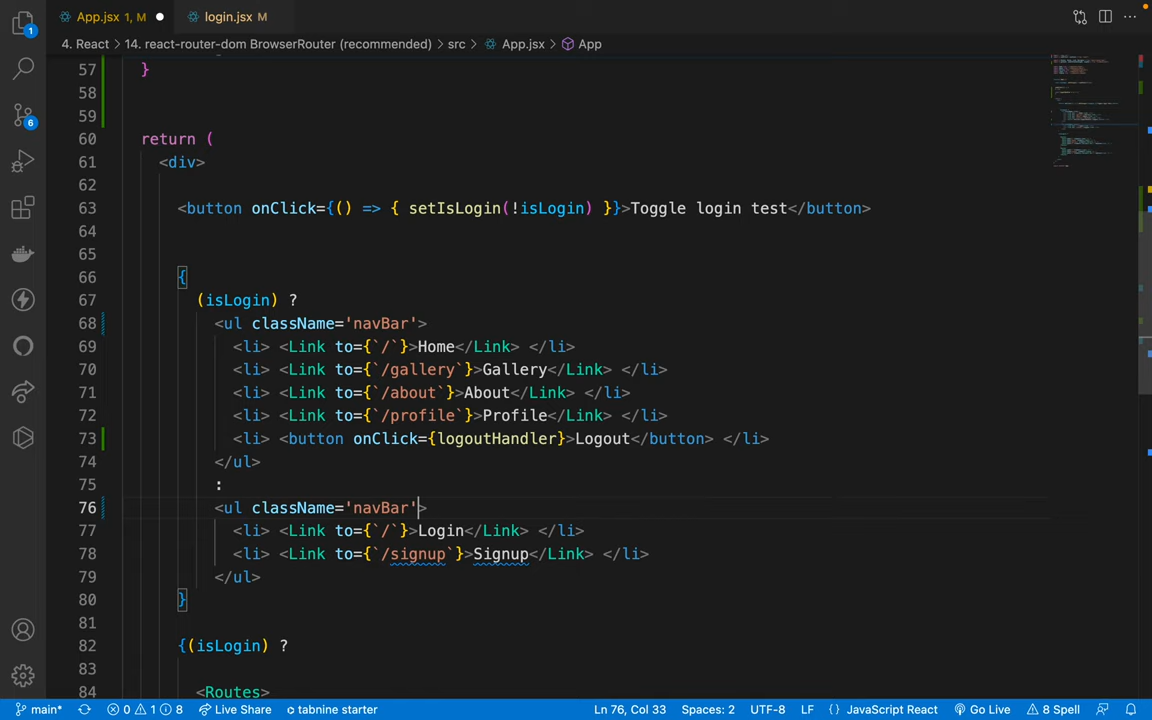 App.jsx 1, M
login.jsx M
4. React > 14. react-router-dom BrowserRouter (recommended) > src > App.jsx > App
57 }
58
59
60 return (
61 <div>
62
63 <button onClick={() => { setIsLogin(!isLogin) }}>Toggle login test</button>
64
65
66 {
67 (isLogin) ?
68 <ul className='navBar'>
69 <li> <Link to={`/`}>Home</Link> </li>
70 <li> <Link to={`/gallery`}>Gallery</Link> </li>
71 <li> <Link to={`/about`}>About</Link> </li>
72 <li> <Link to={`/profile`}>Profile</Link> </li>
73 <li> <button onClick={logoutHandler}>Logout</button> </li>
74 </ul>
75 :
76 <ul className='navBar'>
77 <li> <Link to={`/`}>Login</Link> </li>
78 <li> <Link to={`/signup`}>Signup</Link> </li>
79 </ul>
80 }
81
82 {(isLogin) ?
83
84 <Routes>
1
6
main* 0 1 8 Live Share tabnine starter Ln 76, Col 33 Spaces: 2 UTF-8 LF {} JavaScript React Go Live 8 Spell